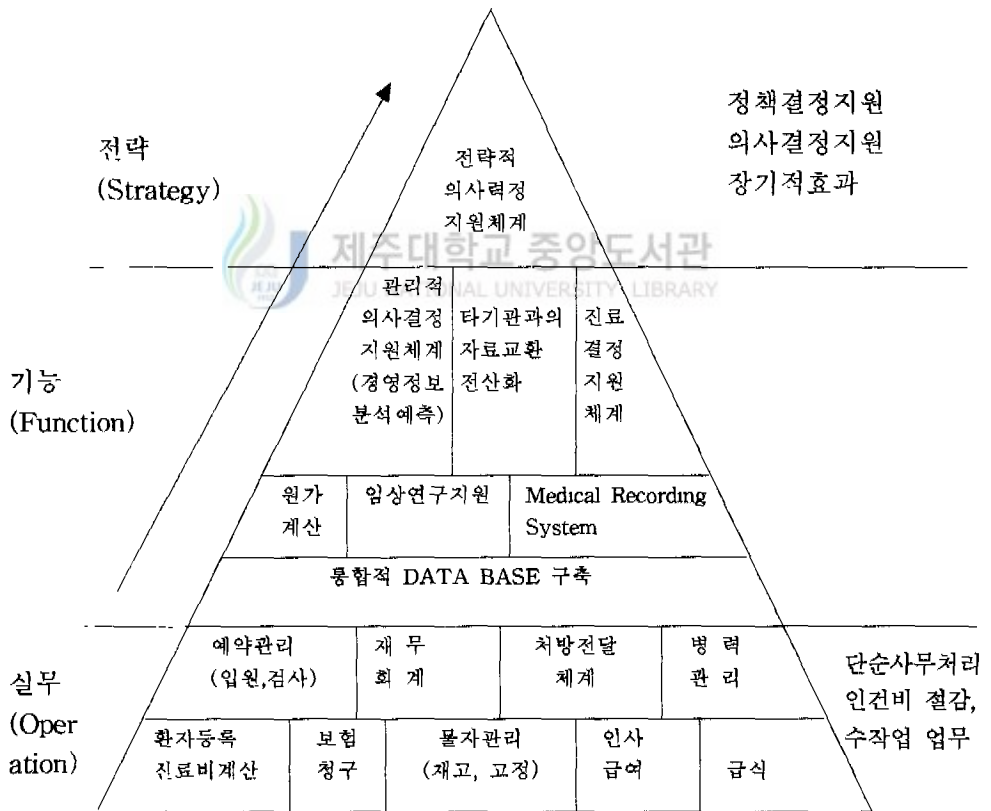 정책결정지원
의사결정지원
장기적효과
전략
(Strategy)
전략적
의사력정
지원체계
제주대학교 중앙도서관
JEJU NATIONAL UNIVERSITY LIBRARY
기능
(Function)
관리적
의사결정
지원체계
(경영정보
분석예측)
타기관과의
자료교환
전산화
진료
결정
지원
체계
원가
계산
임상연구지원
Medical Recording
System
통합적 DATA BASE 구축
실무
(Oper
ation)
예약관리
(입원,검사)
재 무
회 계
처방전달
체계
병 력
관 리
단순사무처리
인건비 절감,
수작업 업무
환자등록
진료비계산
보험
청구
물자관리
(재고, 고정)
인사
급여
급식